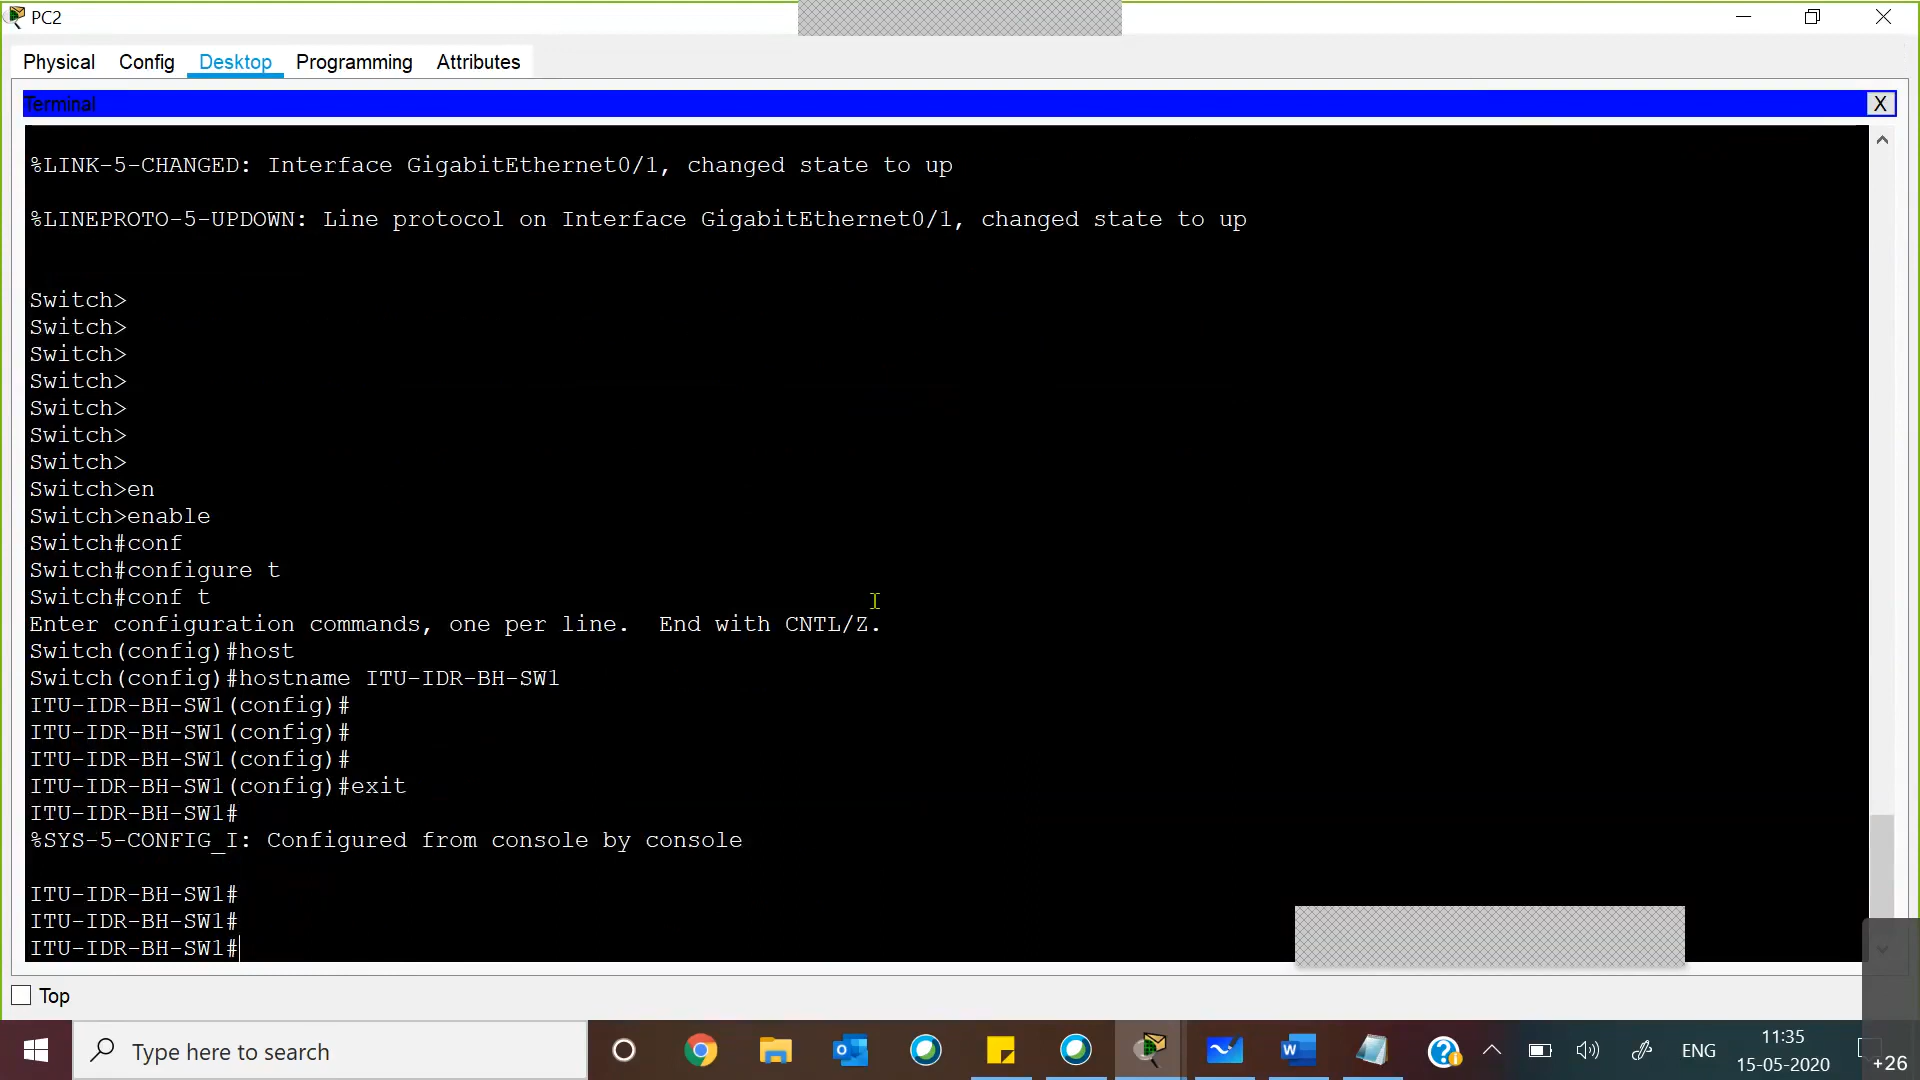 PC2
Physical Config Desktop Programming Attributes
Terminal X
%LINK-5-CHANGED: Interface GigabitEthernet0/1, changed state to up
%LINEPROTO-5-UPDOWN: Line protocol on Interface GigabitEthernet0/1, changed state to up
Switch>
Switch>
Switch>
Switch>
Switch>
Switch>
Switch>
Switch>en
Switch>enable
Switch#conf
Switch#configure t
Switch#conf t
Enter configuration commands, one per line.  End with CNTL/Z.
Switch(config)#host
Switch(config)#hostname ITU-IDR-BH-SW1
ITU-IDR-BH-SW1(config)#
ITU-IDR-BH-SW1(config)#
ITU-IDR-BH-SW1(config)#
ITU-IDR-BH-SW1(config)#exit
ITU-IDR-BH-SW1#
%SYS-5-CONFIG_I: Configured from console by console
ITU-IDR-BH-SW1#
ITU-IDR-BH-SW1#
ITU-IDR-BH-SW1#
Top
Type here to search
ENG
11:35
15-05-2020
+26